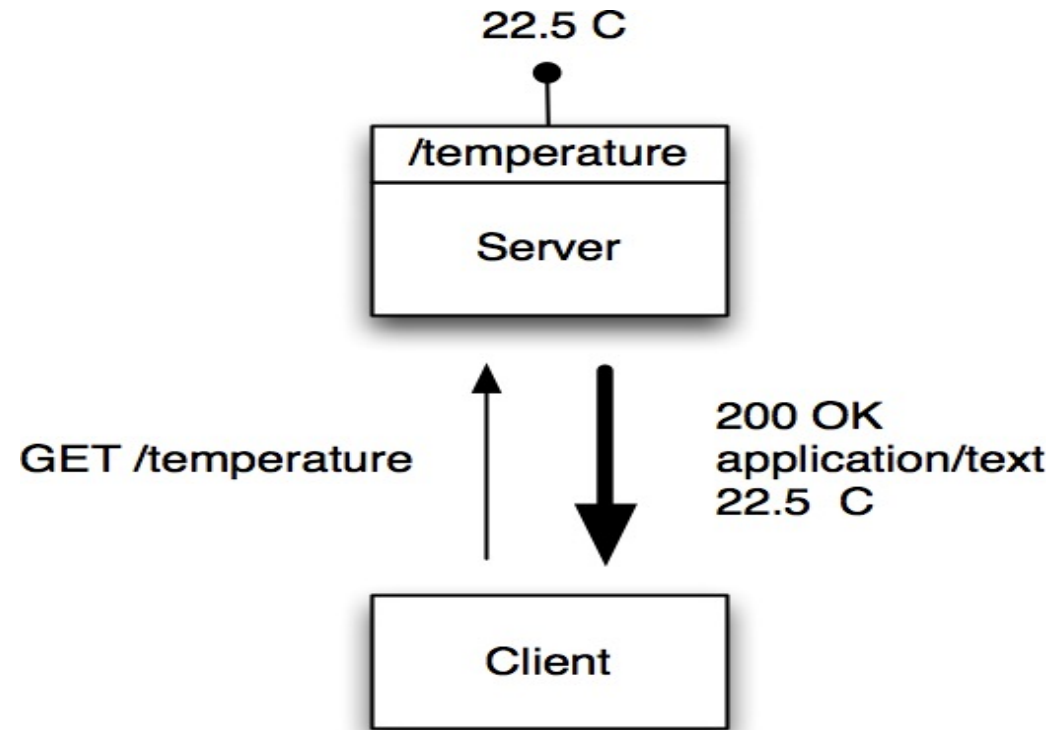 22.5 C
/temperature
Server
GET /temperature
200 OK
application/text
22.5 C
Client